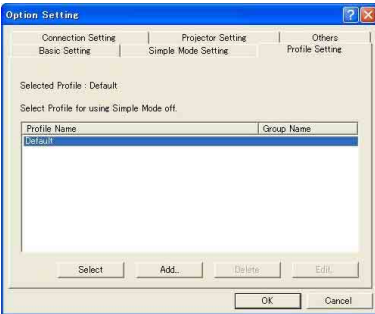 Option Setting
Connection Setting Projector Setting Others
Basic Setting Simple Mode Setting Profile Setting
Selected Profile : Default
Select Profile for using Simple Mode off.
Profile Name Group Name
Default
Select Add... Delete Edit...
OK Cancel